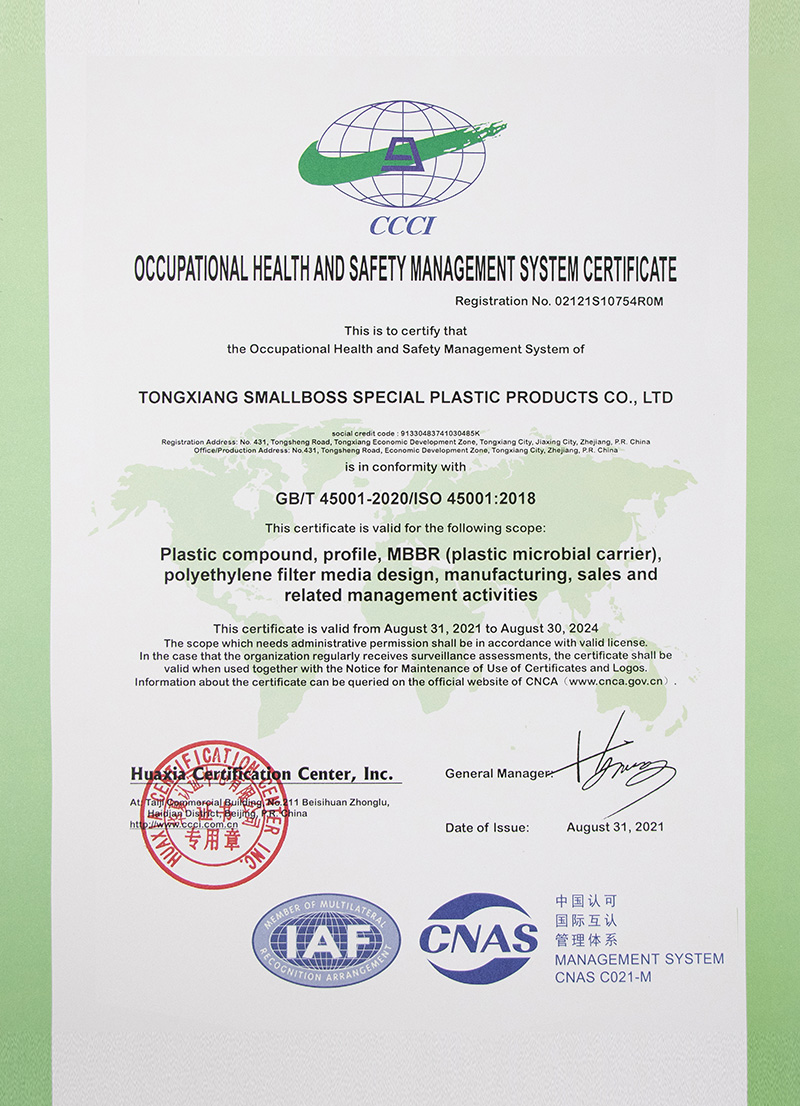 CCCI
OCCUPATIONAL HEALTH AND SAFETY MANAGEMENT SYSTEM CERTIFICATE
Registration No. 02121S10754R0M
This is to certify that
the Occupational Health and Safety Management System of
TONGXIANG SMALLBOSS SPECIAL PLASTIC PRODUCTS CO., LTD
social credit code : 91330483741030485K
Registration Address: No. 431, Tongsheng Road, Tongxiang Economic Development Zone, Tongxiang City, Jiaxing City, Zhejiang, P.R. China
Office/Production Address: No.431, Tongsheng Road, Economic Development Zone, Tongxiang City, Zhejiang, P.R. China
is in conformity with
GB/T 45001-2020/ISO 45001:2018
This certificate is valid for the following scope:
Plastic compound, profile, MBBR (plastic microbial carrier),
polyethylene filter media design, manufacturing, sales and
related management activities
This certificate is valid from August 31, 2021 to August 30, 2024
The scope which needs administrative permission shall be in accordance with valid license.
In the case that the organization regularly receives surveillance assessments, the certificate shall be
valid when used together with the Notice for Maintenance of Use of Certificates and Logos.
Information about the certificate can be queried on the official website of CNCA（www.cnca.gov.cn）.
Huaxia Certification Center, Inc.
At: Taiji Commercial Building, No.211 Beisihuan Zhonglu,
Haidian District, Beijing, P.R. China
http://www.ccci.com.cn
HUAXIA CERTIFICATION CENTER INC.
证书
专用章
General Manager:
Date of Issue: August 31, 2021
MEMBER OF MULTILATERAL
IAF
RECOGNITION ARRANGEMENT
CNAS
中国认可
国际互认
管理体系
MANAGEMENT SYSTEM
CNAS C021-M